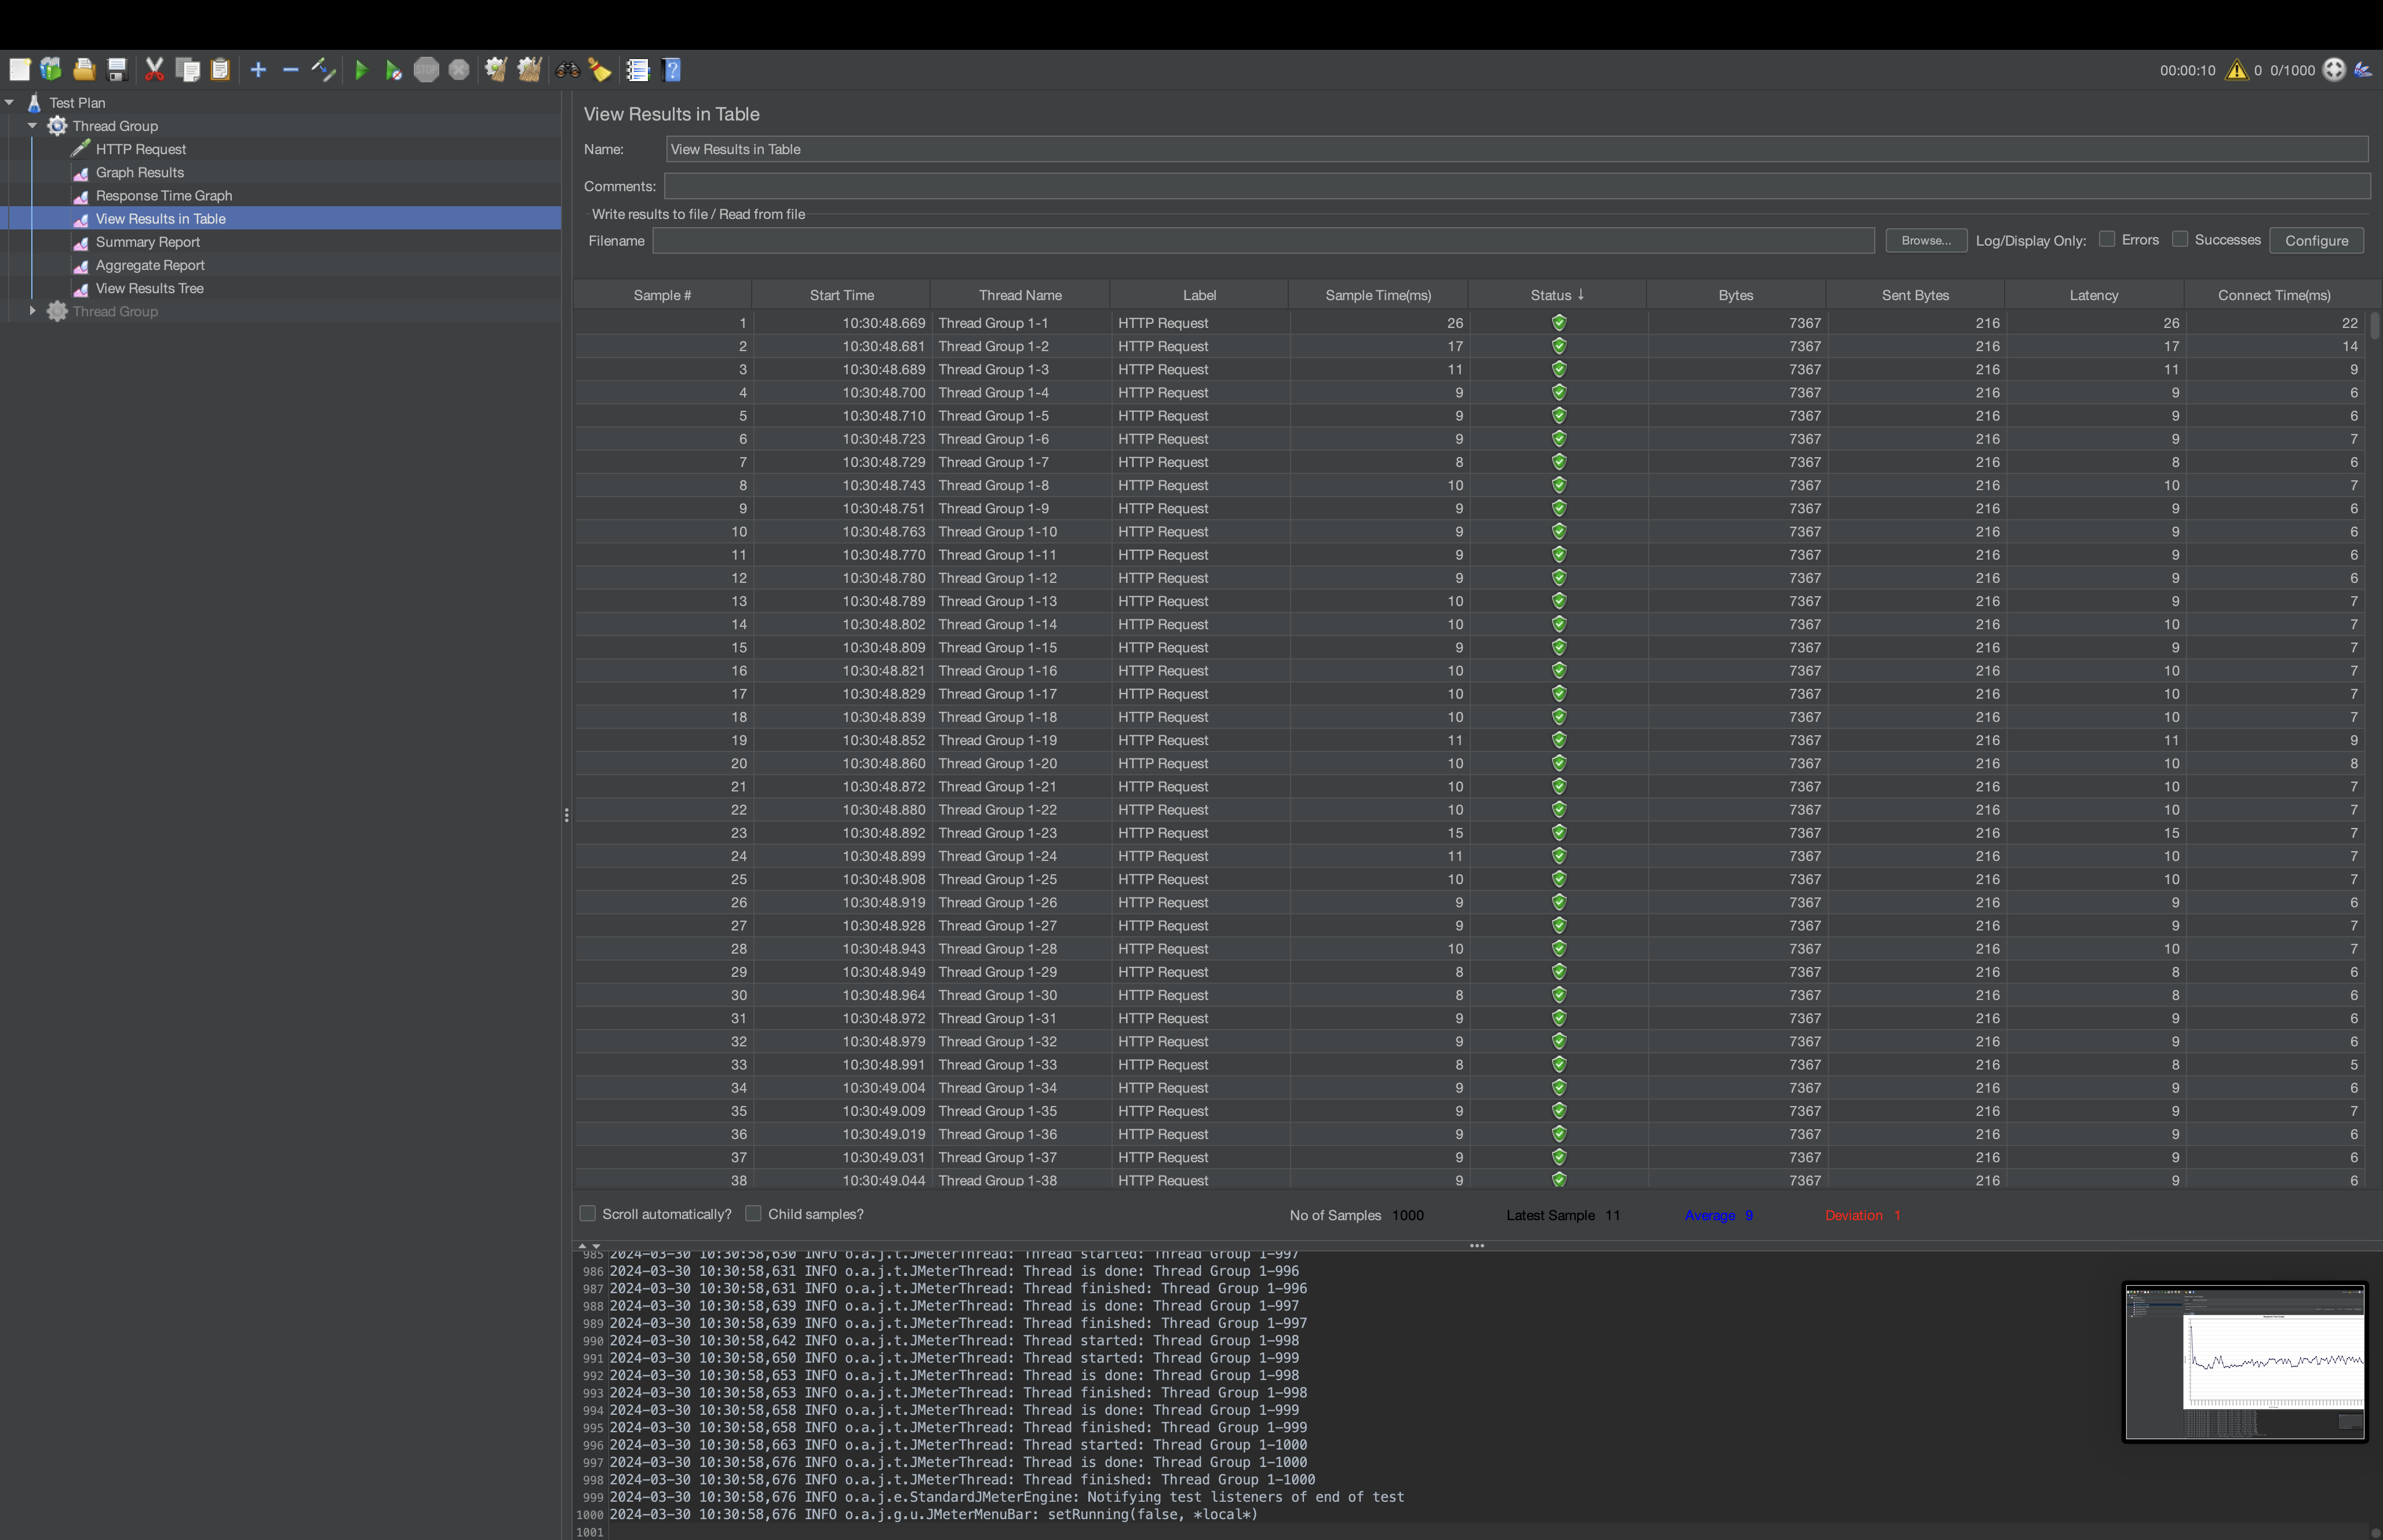 STOP
00:00:10 0 0/1000
Test Plan
Thread Group
HTTP Request
Graph Results
Response Time Graph
View Results in Table
Summary Report
Aggregate Report
View Results Tree
Thread Group
View Results in Table
Name: View Results in Table
Comments:
Write results to file / Read from file
Filename Browse... Log/Display Only: Errors Successes Configure
Sample # Start Time Thread Name Label Sample Time(ms) Status ↓ Bytes Sent Bytes Latency Connect Time(ms)
1 10:30:48.669 Thread Group 1-1 HTTP Request 26 7367 216 26 22
2 10:30:48.681 Thread Group 1-2 HTTP Request 17 7367 216 17 14
3 10:30:48.689 Thread Group 1-3 HTTP Request 11 7367 216 11 9
4 10:30:48.700 Thread Group 1-4 HTTP Request 9 7367 216 9 6
5 10:30:48.710 Thread Group 1-5 HTTP Request 9 7367 216 9 6
6 10:30:48.723 Thread Group 1-6 HTTP Request 9 7367 216 9 7
7 10:30:48.729 Thread Group 1-7 HTTP Request 8 7367 216 8 6
8 10:30:48.743 Thread Group 1-8 HTTP Request 10 7367 216 10 7
9 10:30:48.751 Thread Group 1-9 HTTP Request 9 7367 216 9 6
10 10:30:48.763 Thread Group 1-10 HTTP Request 9 7367 216 9 6
11 10:30:48.770 Thread Group 1-11 HTTP Request 9 7367 216 9 6
12 10:30:48.780 Thread Group 1-12 HTTP Request 9 7367 216 9 6
13 10:30:48.789 Thread Group 1-13 HTTP Request 10 7367 216 9 7
14 10:30:48.802 Thread Group 1-14 HTTP Request 10 7367 216 10 7
15 10:30:48.809 Thread Group 1-15 HTTP Request 9 7367 216 9 7
16 10:30:48.821 Thread Group 1-16 HTTP Request 10 7367 216 10 7
17 10:30:48.829 Thread Group 1-17 HTTP Request 10 7367 216 10 7
18 10:30:48.839 Thread Group 1-18 HTTP Request 10 7367 216 10 7
19 10:30:48.852 Thread Group 1-19 HTTP Request 11 7367 216 11 9
20 10:30:48.860 Thread Group 1-20 HTTP Request 10 7367 216 10 8
21 10:30:48.872 Thread Group 1-21 HTTP Request 10 7367 216 10 7
22 10:30:48.880 Thread Group 1-22 HTTP Request 10 7367 216 10 7
23 10:30:48.892 Thread Group 1-23 HTTP Request 15 7367 216 15 7
24 10:30:48.899 Thread Group 1-24 HTTP Request 11 7367 216 10 7
25 10:30:48.908 Thread Group 1-25 HTTP Request 10 7367 216 10 7
26 10:30:48.919 Thread Group 1-26 HTTP Request 9 7367 216 9 6
27 10:30:48.928 Thread Group 1-27 HTTP Request 9 7367 216 9 7
28 10:30:48.943 Thread Group 1-28 HTTP Request 10 7367 216 10 7
29 10:30:48.949 Thread Group 1-29 HTTP Request 8 7367 216 8 6
30 10:30:48.964 Thread Group 1-30 HTTP Request 8 7367 216 8 6
31 10:30:48.972 Thread Group 1-31 HTTP Request 9 7367 216 9 6
32 10:30:48.979 Thread Group 1-32 HTTP Request 9 7367 216 9 6
33 10:30:48.991 Thread Group 1-33 HTTP Request 8 7367 216 8 5
34 10:30:49.004 Thread Group 1-34 HTTP Request 9 7367 216 9 6
35 10:30:49.009 Thread Group 1-35 HTTP Request 9 7367 216 9 7
36 10:30:49.019 Thread Group 1-36 HTTP Request 9 7367 216 9 6
37 10:30:49.031 Thread Group 1-37 HTTP Request 9 7367 216 9 6
38 10:30:49.044 Thread Group 1-38 HTTP Request 9 7367 216 9 6
Scroll automatically? Child samples? No of Samples 1000 Latest Sample 11 Average 9 Deviation 1
985 2024-03-30 10:30:58,630 INFO o.a.j.t.JMeterThread: Thread started: Thread Group 1-997
986 2024-03-30 10:30:58,631 INFO o.a.j.t.JMeterThread: Thread is done: Thread Group 1-996
987 2024-03-30 10:30:58,631 INFO o.a.j.t.JMeterThread: Thread finished: Thread Group 1-996
988 2024-03-30 10:30:58,639 INFO o.a.j.t.JMeterThread: Thread is done: Thread Group 1-997
989 2024-03-30 10:30:58,639 INFO o.a.j.t.JMeterThread: Thread finished: Thread Group 1-997
990 2024-03-30 10:30:58,642 INFO o.a.j.t.JMeterThread: Thread started: Thread Group 1-998
991 2024-03-30 10:30:58,650 INFO o.a.j.t.JMeterThread: Thread started: Thread Group 1-999
992 2024-03-30 10:30:58,653 INFO o.a.j.t.JMeterThread: Thread is done: Thread Group 1-998
993 2024-03-30 10:30:58,653 INFO o.a.j.t.JMeterThread: Thread finished: Thread Group 1-998
994 2024-03-30 10:30:58,658 INFO o.a.j.t.JMeterThread: Thread is done: Thread Group 1-999
995 2024-03-30 10:30:58,658 INFO o.a.j.t.JMeterThread: Thread finished: Thread Group 1-999
996 2024-03-30 10:30:58,663 INFO o.a.j.t.JMeterThread: Thread started: Thread Group 1-1000
997 2024-03-30 10:30:58,676 INFO o.a.j.t.JMeterThread: Thread is done: Thread Group 1-1000
998 2024-03-30 10:30:58,676 INFO o.a.j.t.JMeterThread: Thread finished: Thread Group 1-1000
999 2024-03-30 10:30:58,676 INFO o.a.j.e.StandardJMeterEngine: Notifying test listeners of end of test
1000 2024-03-30 10:30:58,676 INFO o.a.j.g.u.JMeterMenuBar: setRunning(false, *local*)
1001